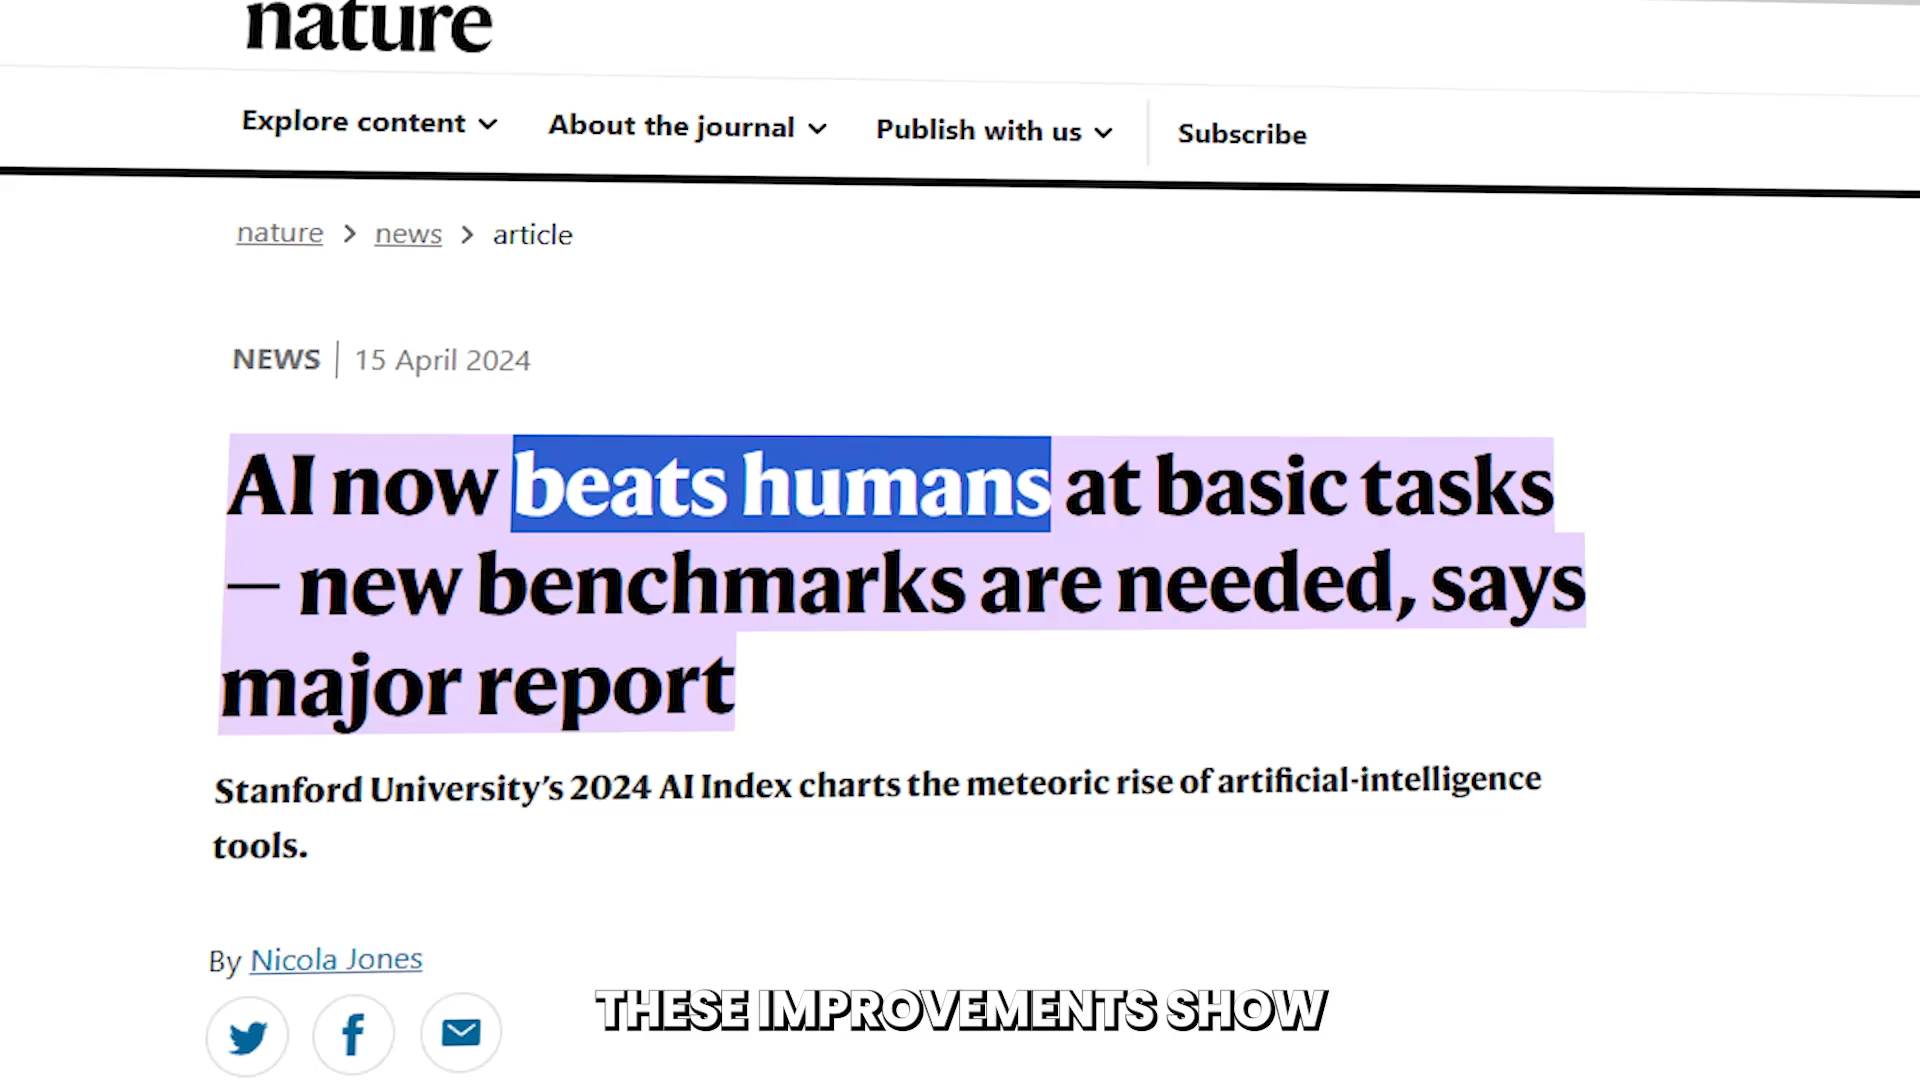 nature
Explore content About the journal Publish with us Subscribe
nature > news > article
NEWS | 15 April 2024
AI now beats humans at basic tasks
— new benchmarks are needed, says
major report
Stanford University’s 2024 AI Index charts the meteoric rise of artificial-intelligence
tools.
By Nicola Jones
THESE IMPROVEMENTS SHOW